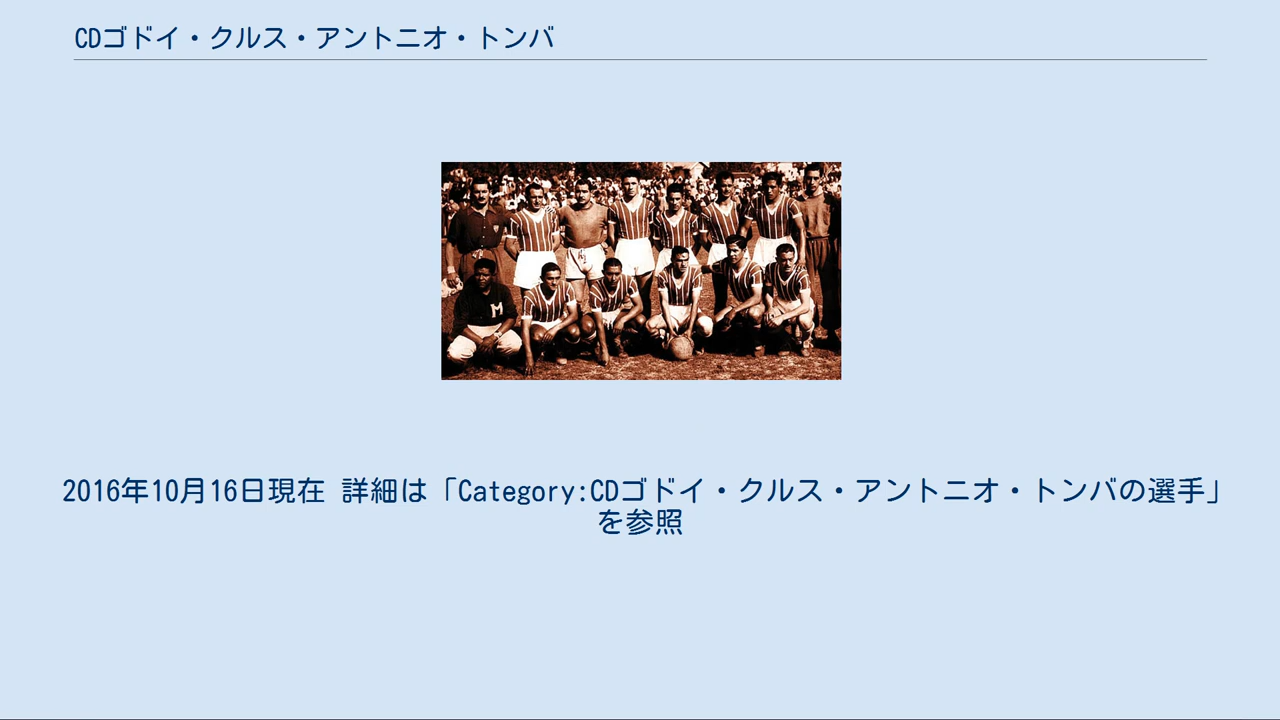 CDゴドイ・クルス・アントニオ・トンバ
M
2016年10月16日現在 詳細は「Category:CDゴドイ・クルス・アントニオ・トンバの選手」
を参照